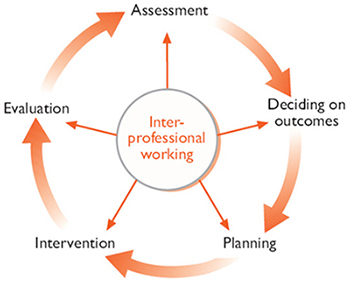 Assessment
Evaluation
Deciding on
outcomes
Inter-
professional
working
Intervention
Planning